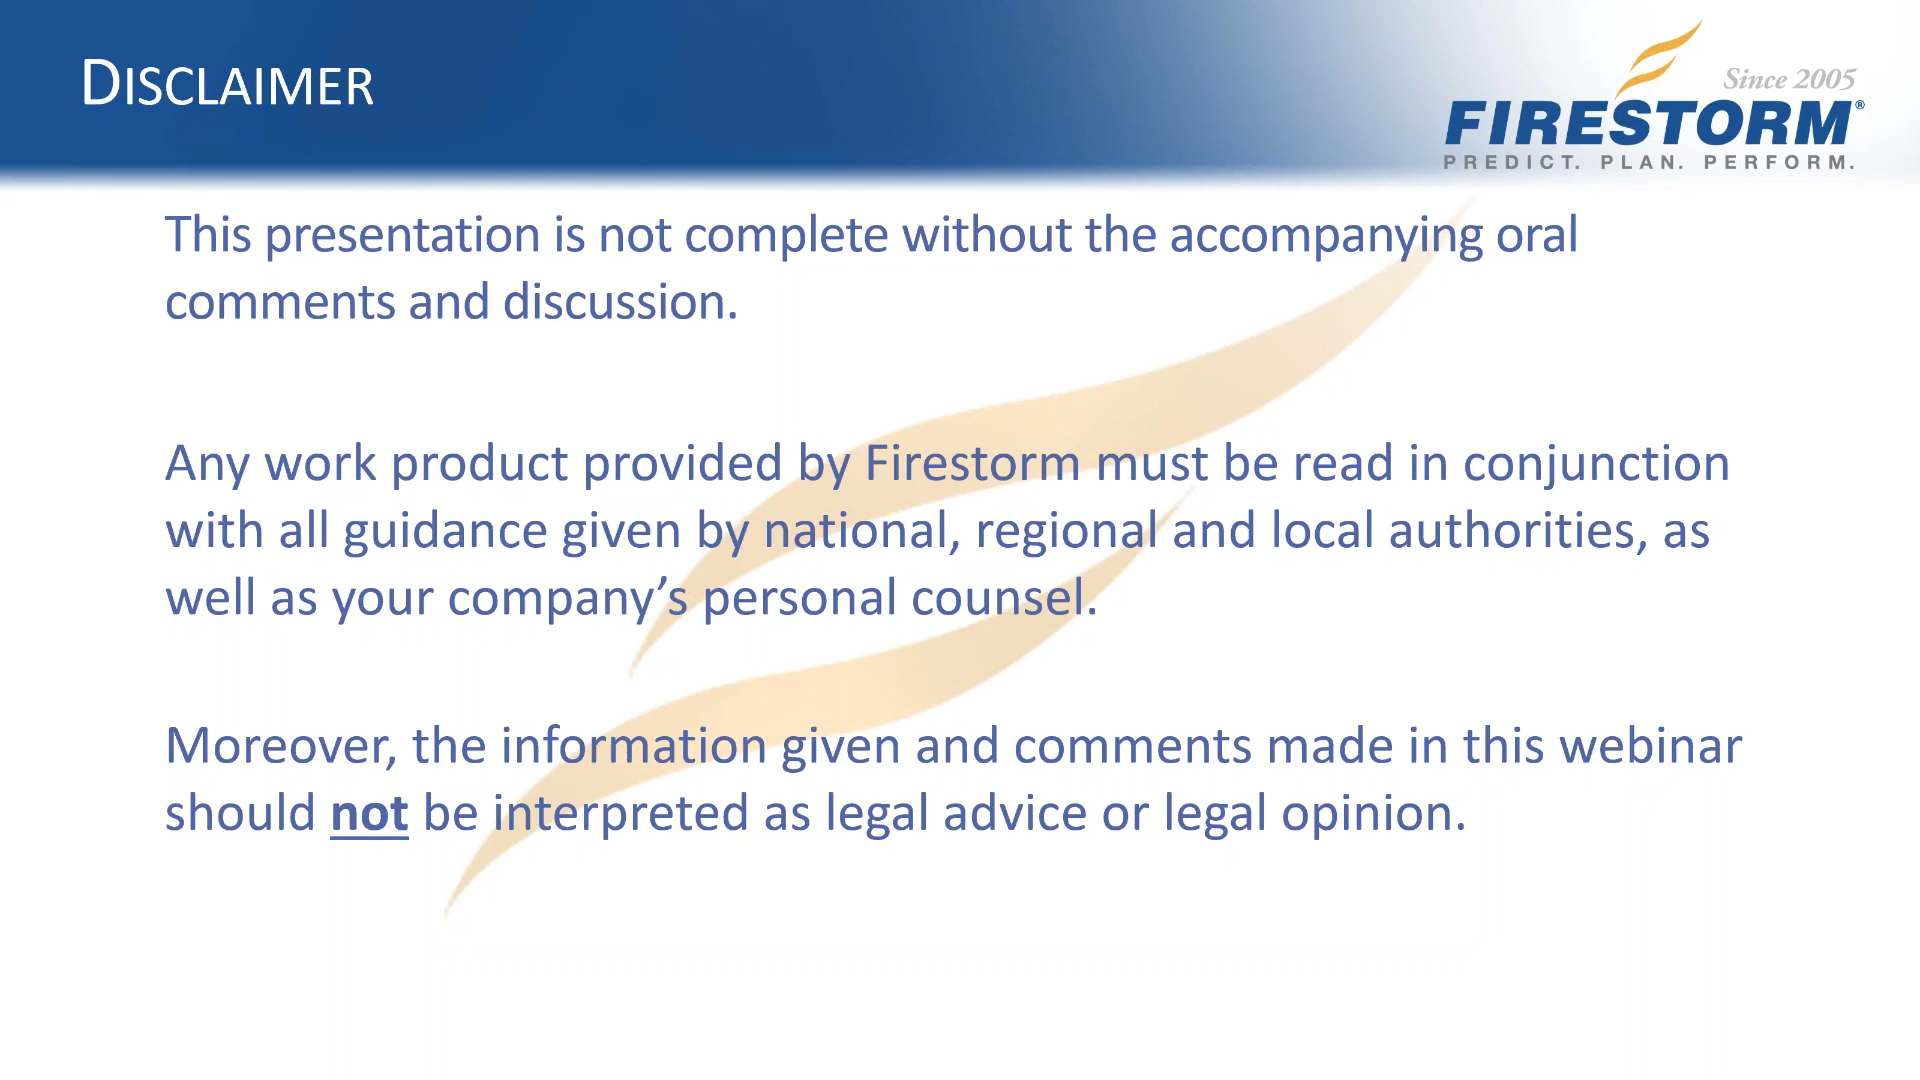 DISCLAIMER
Since 2005
FIRESTORM®
PREDICT. PLAN. PERFORM.
This presentation is not complete without the accompanying oral
comments and discussion.
Any work product provided by Firestorm must be read in conjunction
with all guidance given by national, regional and local authorities, as
well as your company’s personal counsel.
Moreover, the information given and comments made in this webinar
should not be interpreted as legal advice or legal opinion.